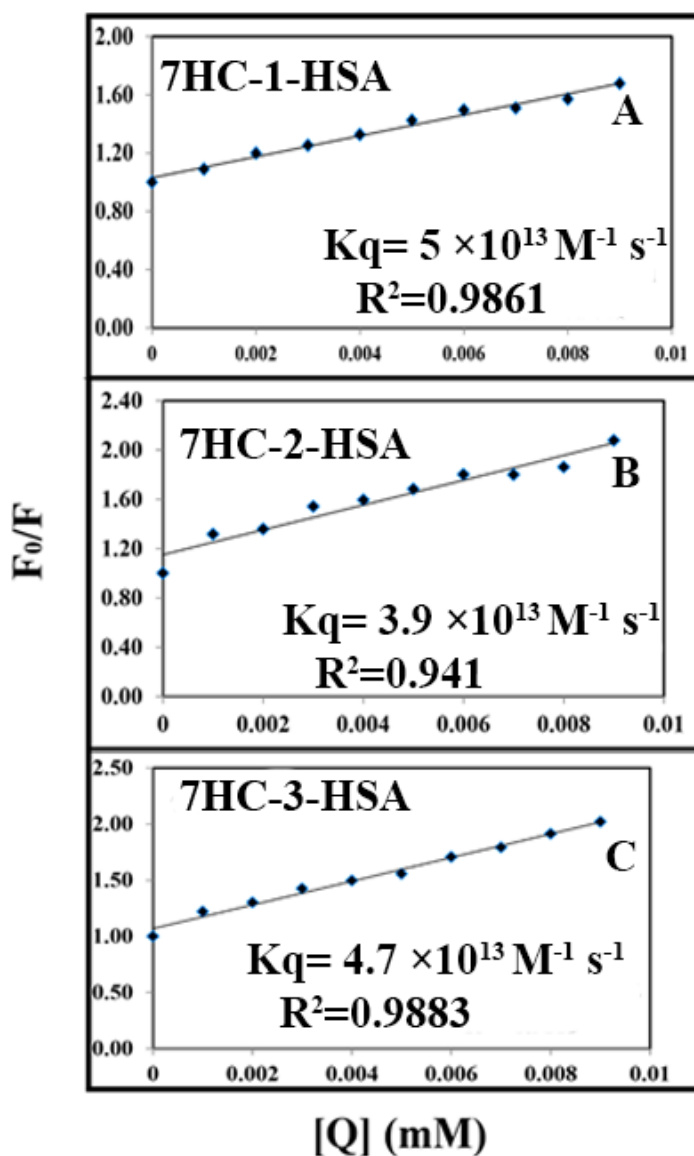 F₀/F
2.00
1.60
1.20
0.80
0.40
0.00
7HC-1-HSA
A
Kq= 5 ×10¹³ M⁻¹ s⁻¹
R²=0.9861
0 0.002 0.004 0.006 0.008 0.01
2.40
2.00
1.60
1.20
0.80
0.40
0.00
7HC-2-HSA
B
Kq= 3.9 ×10¹³ M⁻¹ s⁻¹
R²=0.941
0 0.002 0.004 0.006 0.008 0.01
2.50
2.00
1.50
1.00
0.50
0.00
7HC-3-HSA
C
Kq= 4.7 ×10¹³ M⁻¹ s⁻¹
R²=0.9883
0 0.002 0.004 0.006 0.008 0.01
[Q] (mM)